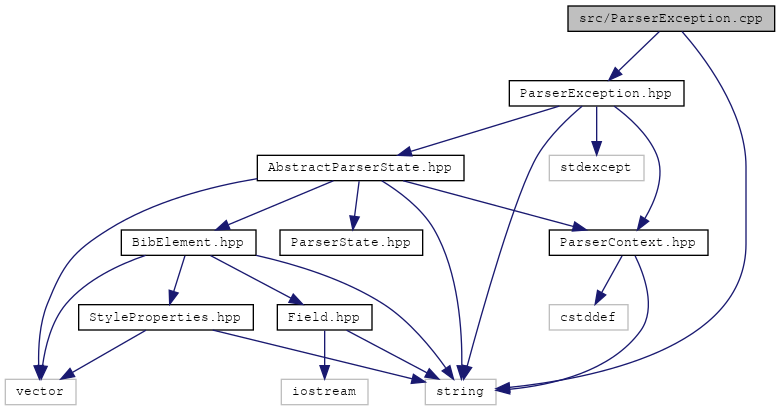 src/ParserException.cpp
ParserException.hpp
AbstractParserState.hpp
stdexcept
BibElement.hpp
ParserState.hpp
ParserContext.hpp
StyleProperties.hpp
Field.hpp
cstddef
vector
iostream
string